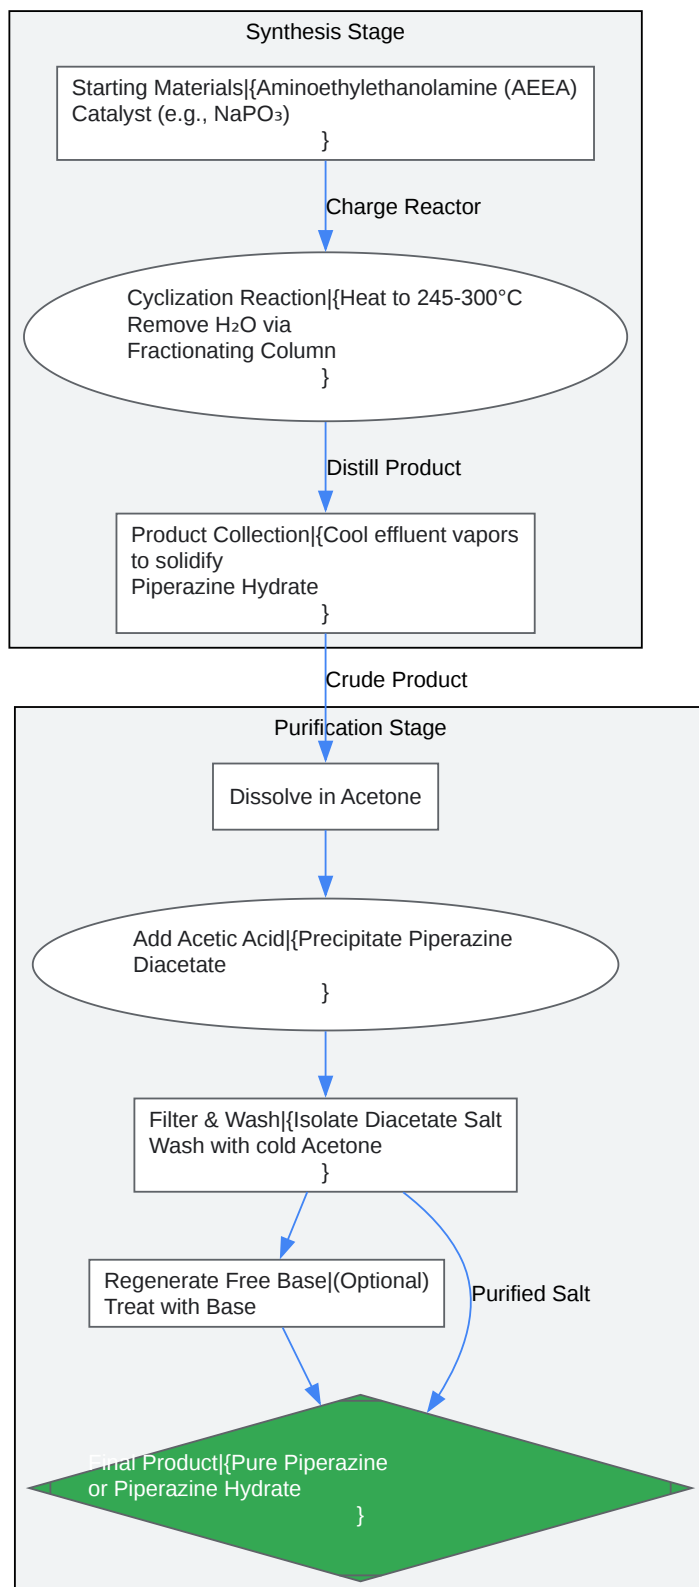 Synthesis Stage
Starting Materials|{Aminoethylethanolamine (AEEA)
Catalyst (e.g., NaPO₃)
}
Charge Reactor
Cyclization Reaction|{Heat to 245-300°C
Remove H₂O via
Fractionating Column
}
Distill Product
Product Collection|{Cool effluent vapors
to solidify
Piperazine Hydrate
}
Crude Product
Purification Stage
Dissolve in Acetone
Add Acetic Acid|{Precipitate Piperazine
Diacetate
}
Filter & Wash|{Isolate Diacetate Salt
Wash with cold Acetone
}
Regenerate Free Base|(Optional)
Treat with Base
Purified Salt
Final Product|{Pure Piperazine
or Piperazine Hydrate
}